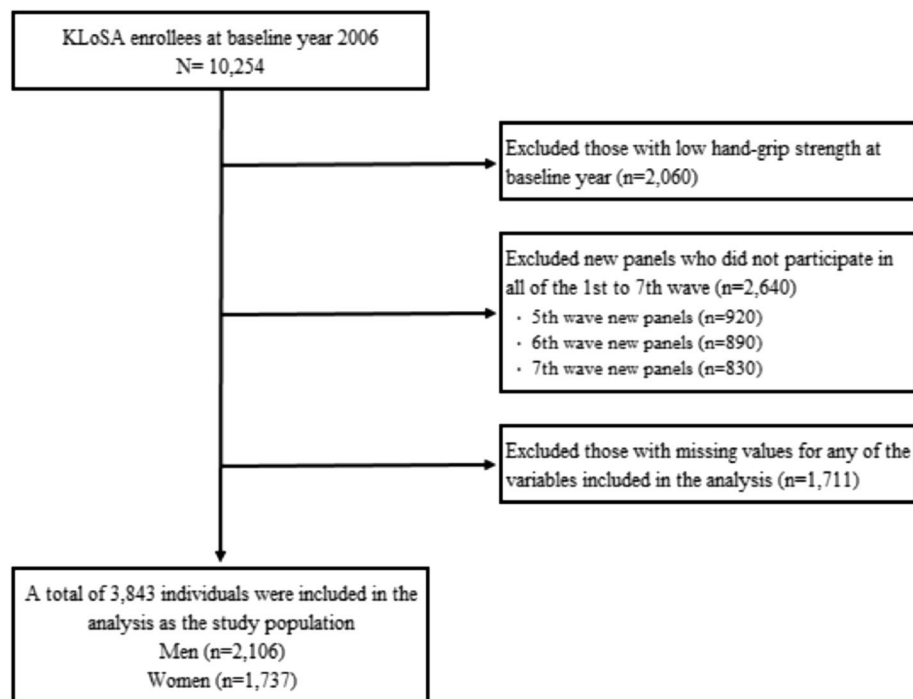 KLoSA enrollees at baseline year 2006
N= 10,254
Excluded those with low hand-grip strength at
baseline year (n=2,060)
Excluded new panels who did not participate in
all of the 1st to 7th wave (n=2,640)
· 5th wave new panels (n=920)
· 6th wave new panels (n=890)
· 7th wave new panels (n=830)
Excluded those with missing values for any of the
variables included in the analysis (n=1,711)
A total of 3,843 individuals were included in the
analysis as the study population
Men (n=2,106)
Women (n=1,737)